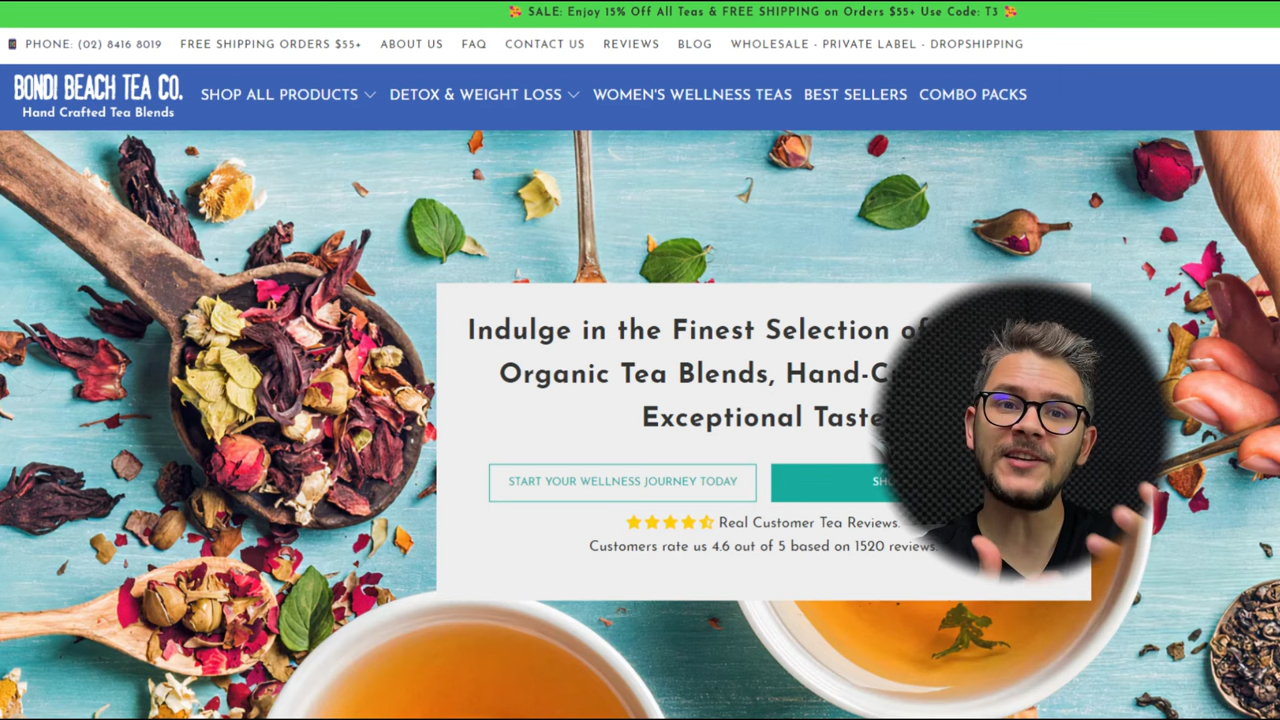 SALE: Enjoy 15% Off All Teas & FREE SHIPPING on Orders $55+ Use Code: T3
PHONE: (02) 8416 8019 FREE SHIPPING ORDERS $55+ ABOUT US FAQ CONTACT US REVIEWS BLOG WHOLESALE - PRIVATE LABEL - DROPSHIPPING
BONDI BEACH TEA CO.
Hand Crafted Tea Blends
SHOP ALL PRODUCTS DETOX & WEIGHT LOSS WOMEN'S WELLNESS TEAS BEST SELLERS COMBO PACKS
Indulge in the Finest Selection of
Organic Tea Blends,
Exceptional Taste
START YOUR WELLNESS JOURNEY TODAY
Real Customer Tea Reviews.
Customers rate us 4.6 out of 5 based on 1520 reviews.